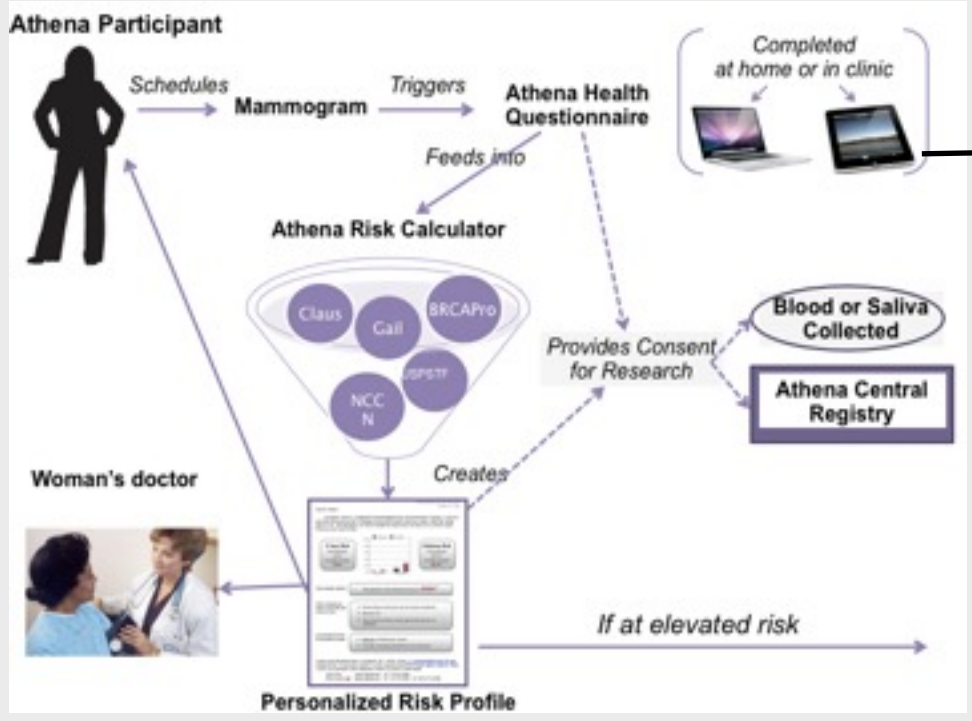 Athena Participant
Schedules
Mammogram
Triggers
Athena Health
Questionnaire
Completed
at home or in clinic
Feeds into
Athena Risk Calculator
Claus
Gail
BRCAPro
USPSTF
NCC
N
Provides Consent
for Research
Blood or Saliva
Collected
Athena Central
Registry
Creates
Woman's doctor
If at elevated risk
Personalized Risk Profile